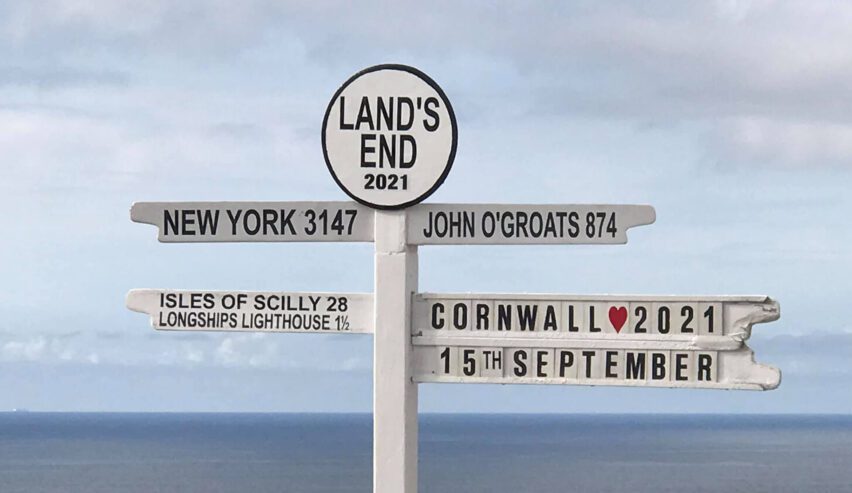 LAND'S
END
2021
NEW YORK 3147
JOHN O'GROATS 874
ISLES OF SCILLY 28
LONGSHIPS LIGHTHOUSE 1½
CORNWALL♥2021
15TH SEPTEMBER